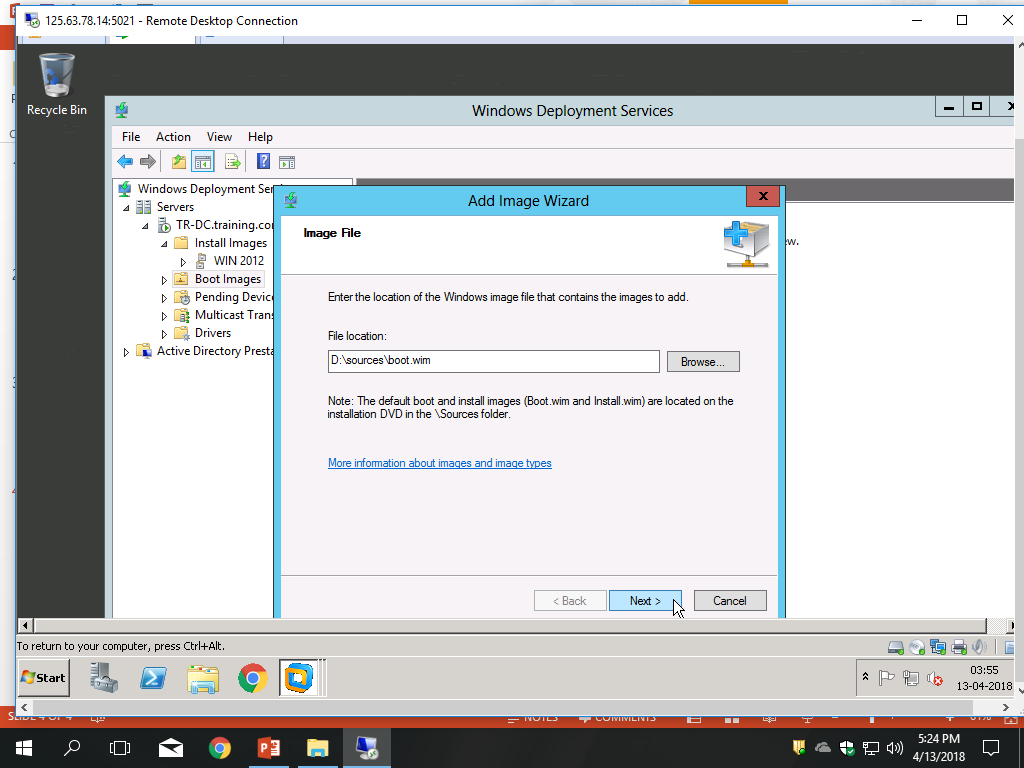 125.63.78.14:5021 - Remote Desktop Connection
Recycle Bin
Windows Deployment Services
File Action View Help
Windows Deployment Ser
Servers
TR-DC.training.co
Install Images
WIN 2012
Boot Images
Pending Device
Multicast Trans
Drivers
Active Directory Presta
ew.
Add Image Wizard
Image File
Enter the location of the Windows image file that contains the images to add.
File location:
D:\sources\boot.wim
Browse...
Note: The default boot and install images (Boot.wim and Install.wim) are located on the
installation DVD in the \Sources folder.
More information about images and image types
< Back Next > Cancel
To return to your computer, press Ctrl+Alt.
Start
03:55
13-04-2018
SLIDE 4 OF 4 NOTES COMMENTS 81%
5:24 PM
4/13/2018